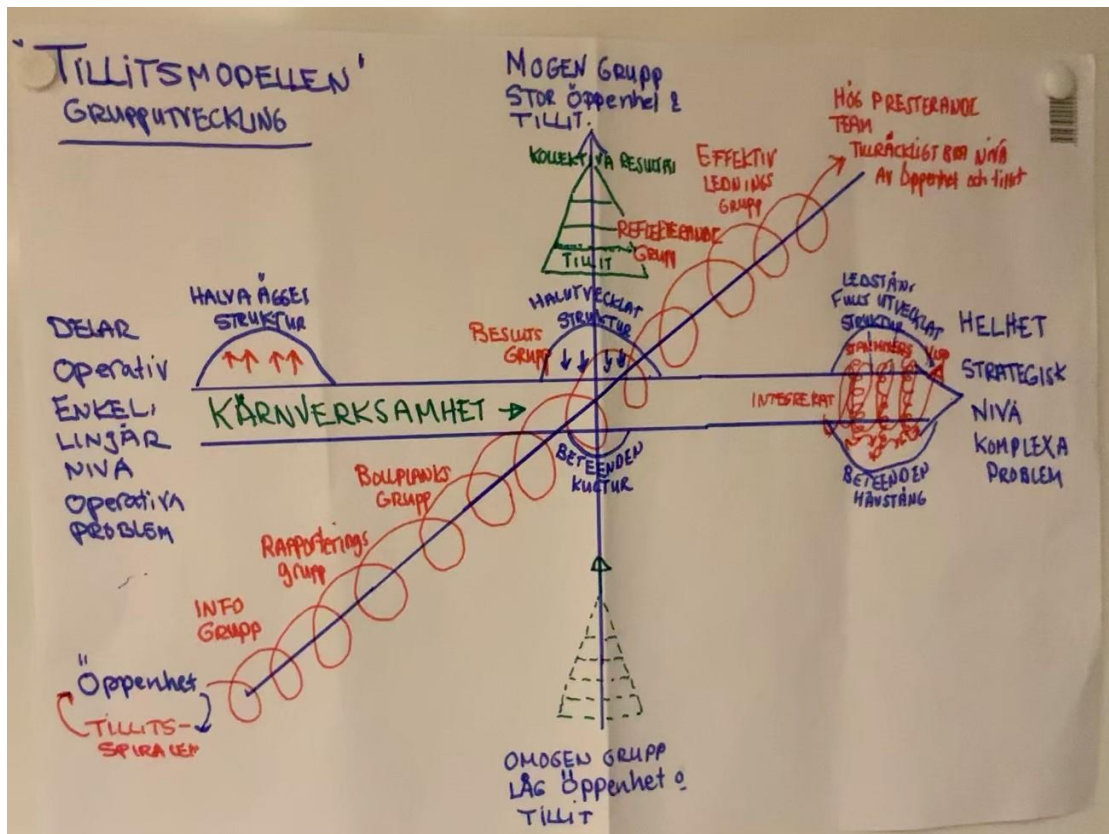 "TILLITSMODELLEN"
GRUPPUTVECKLING
MOGEN GRUPP
STOR Öppenhet &
TILLIT.
KOLLEKTIVA RESULTAT
TILLIT
EFFEKTIV
LEDNINGS
GRUPP
REFLEKTERANDE
GRUPP
HÖG PRESTERANDE
TEAM
TILLRÄCKLIGT BRA NIVÅ
AV Öppenhet och tillit
HALVA ÄGGET
STRUKTUR
BESLUTS
GRUPP
HALVUTVECKLAT
STRUKTUR
FULLT UTVECKLAT
STRUKTUR
DELAR
Operativ
ENKEL,
LINJÄR
NIVÅ
Operativa
PROBLEM
KÄRNVERKSAMHET →
INTEGRERAT
HELHET
STRATEGISK
NIVÅ
KOMPLEXA
PROBLEM
BETEENDEN
KULTUR
BETEENDEN
HÄVSTÅNG
BOLLPLANKS
GRUPP
RAPPORTERINGS
grupp
INFO
GRUPP
Öppenhet
TILLITS-
SPIRALEN
OMOGEN GRUPP
LÅG Öppenhet o
TILLIT